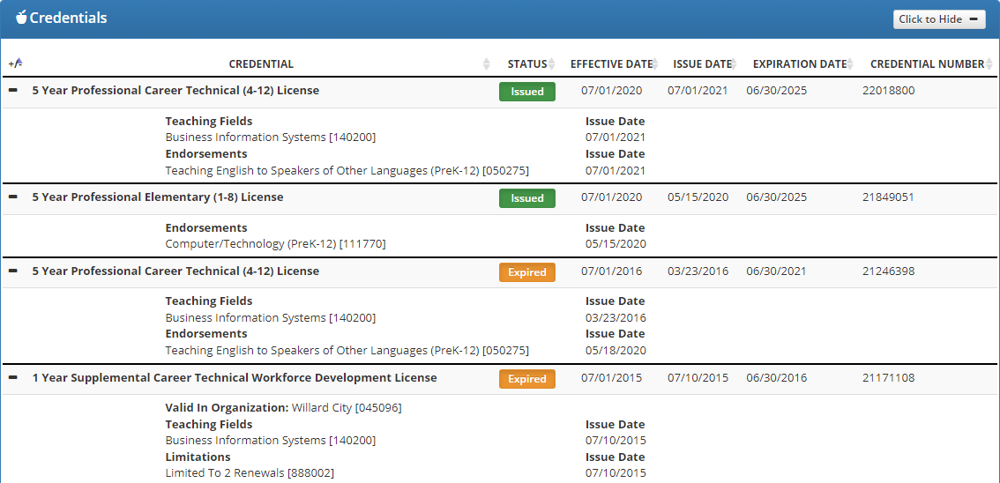 Credentials
Click to Hide
+/- CREDENTIAL STATUS EFFECTIVE DATE ISSUE DATE EXPIRATION DATE CREDENTIAL NUMBER
5 Year Professional Career Technical (4-12) License Issued 07/01/2020 07/01/2021 06/30/2025 22018800
Teaching Fields Issue Date
Business Information Systems [140200] 07/01/2021
Endorsements Issue Date
Teaching English to Speakers of Other Languages (PreK-12) [050275] 07/01/2021
5 Year Professional Elementary (1-8) License Issued 07/01/2020 05/15/2020 06/30/2025 21849051
Endorsements Issue Date
Computer/Technology (PreK-12) [111770] 05/15/2020
5 Year Professional Career Technical (4-12) License Expired 07/01/2016 03/23/2016 06/30/2021 21246398
Teaching Fields Issue Date
Business Information Systems [140200] 03/23/2016
Endorsements Issue Date
Teaching English to Speakers of Other Languages (PreK-12) [050275] 05/18/2020
1 Year Supplemental Career Technical Workforce Development License Expired 07/01/2015 07/10/2015 06/30/2016 21171108
Valid In Organization: Willard City [045096]
Teaching Fields Issue Date
Business Information Systems [140200] 07/10/2015
Limitations Issue Date
Limited To 2 Renewals [888002] 07/10/2015